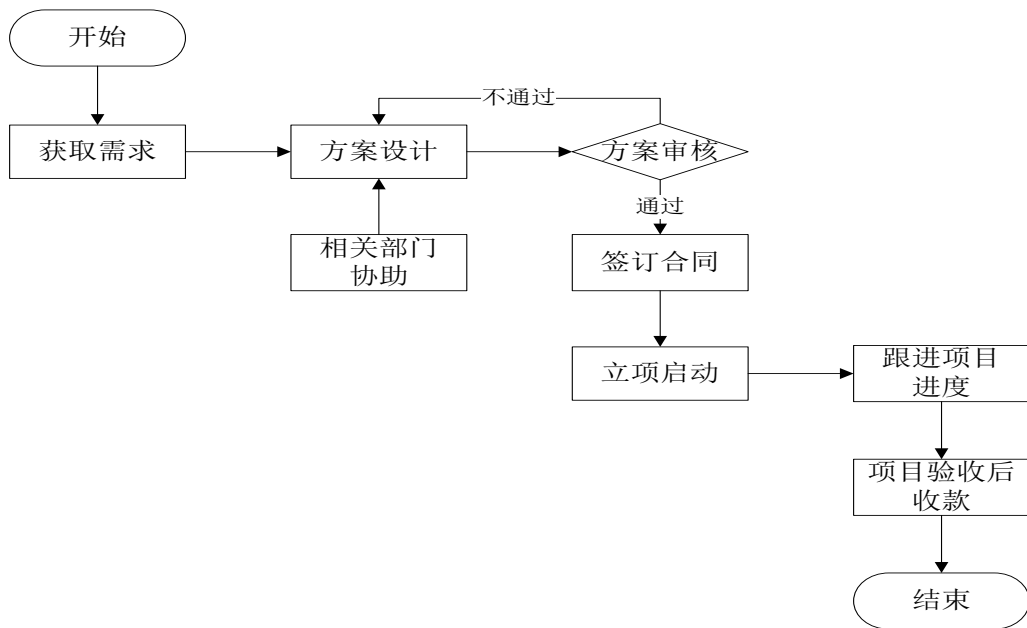 开始
不通过
获取需求
方案设计
方案审核
通过
相关部门
协助
签订合同
立项启动
跟进项目
进度
项目验收后
收款
结束